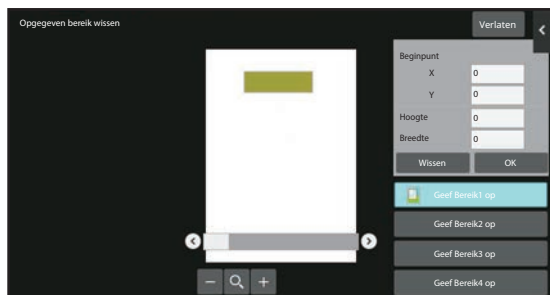 Opgegeven bereik wissen
Verlaten
Beginpunt
X 0
Y 0
Hoogte 0
Breedte 0
Wissen OK
Geef Bereik1 op
Geef Bereik2 op
Geef Bereik3 op
Geef Bereik4 op